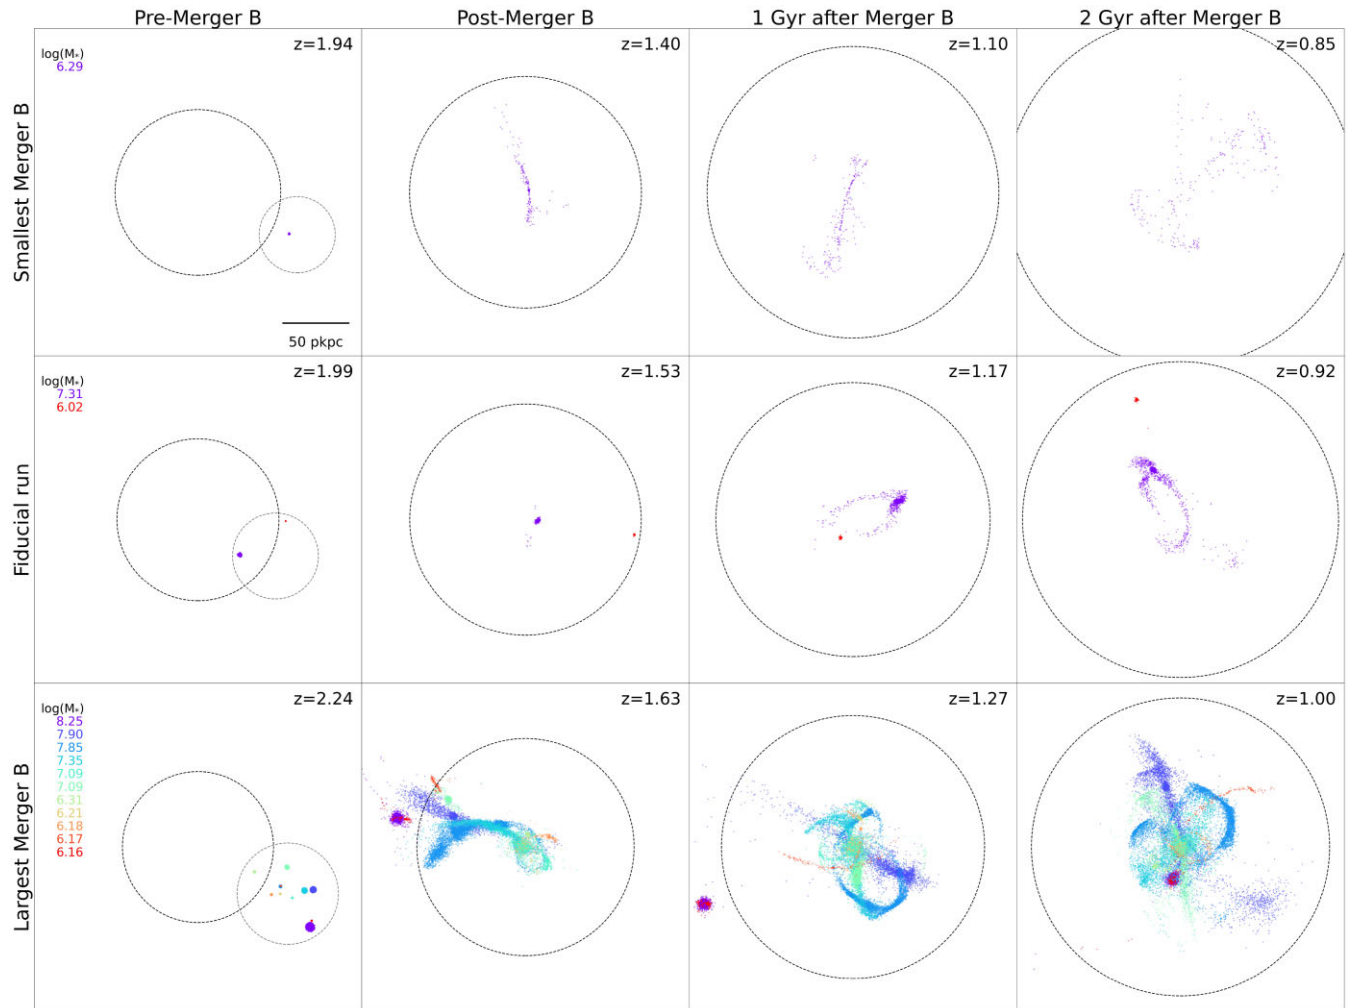 Pre-Merger B
Post-Merger B
1 Gyr after Merger B
2 Gyr after Merger B
Smallest Merger B
log(M*)
6.29
z=1.94
50 pkpc
z=1.40
z=1.10
z=0.85
Fiducial run
log(M*)
7.31
6.02
z=1.99
z=1.53
z=1.17
z=0.92
Largest Merger B
log(M*)
8.25
7.90
7.85
7.35
7.09
7.09
6.31
6.21
6.18
6.17
6.16
z=2.24
z=1.63
z=1.27
z=1.00